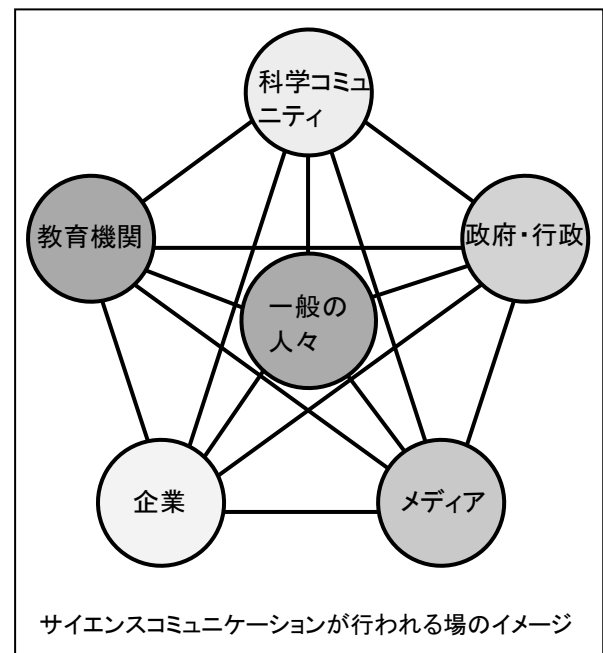 科学コミュ
ニティ
教育機関
政府・行政
一般の
人々
企業
メディア
サイエンスコミュニケーションが行われる場のイメージ